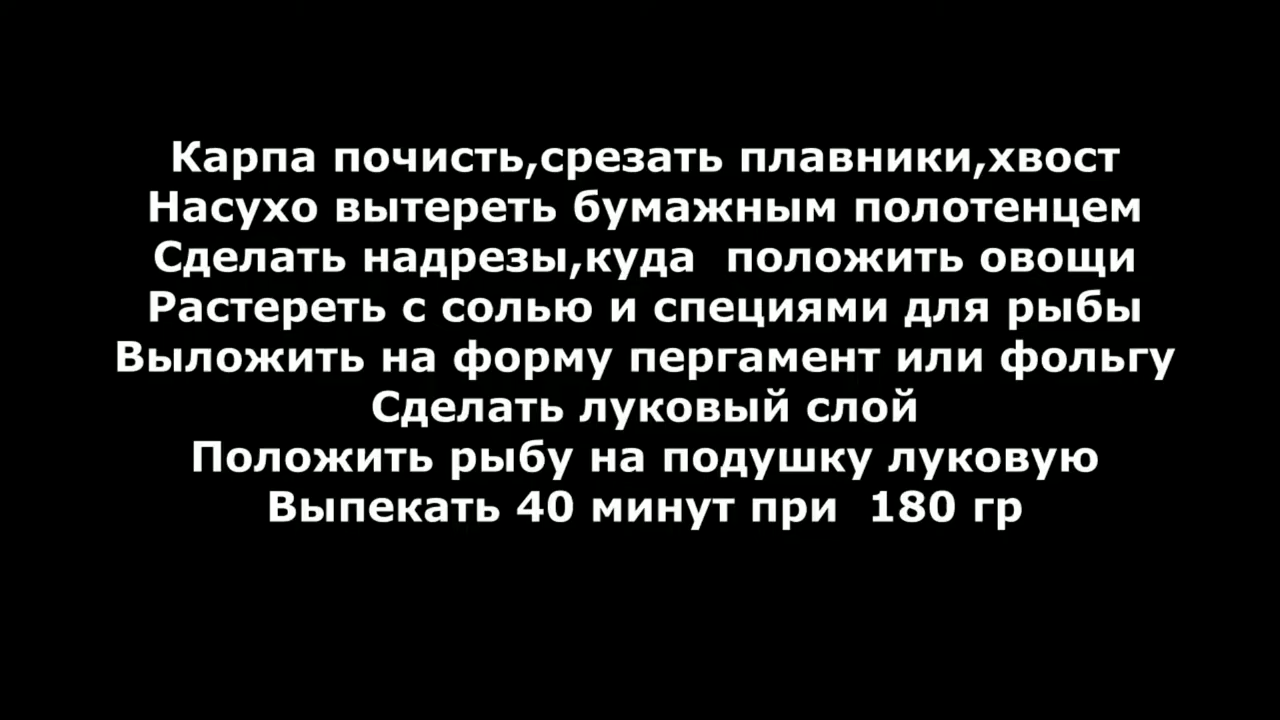 Карпа почисть,срезать плавники,хвост
Насухо вытереть бумажным полотенцем
Сделать надрезы,куда  положить овощи
Растереть с солью и специями для рыбы
Выложить на форму пергамент или фольгу
Сделать луковый слой
Положить рыбу на подушку луковую
Выпекать 40 минут при  180 гр